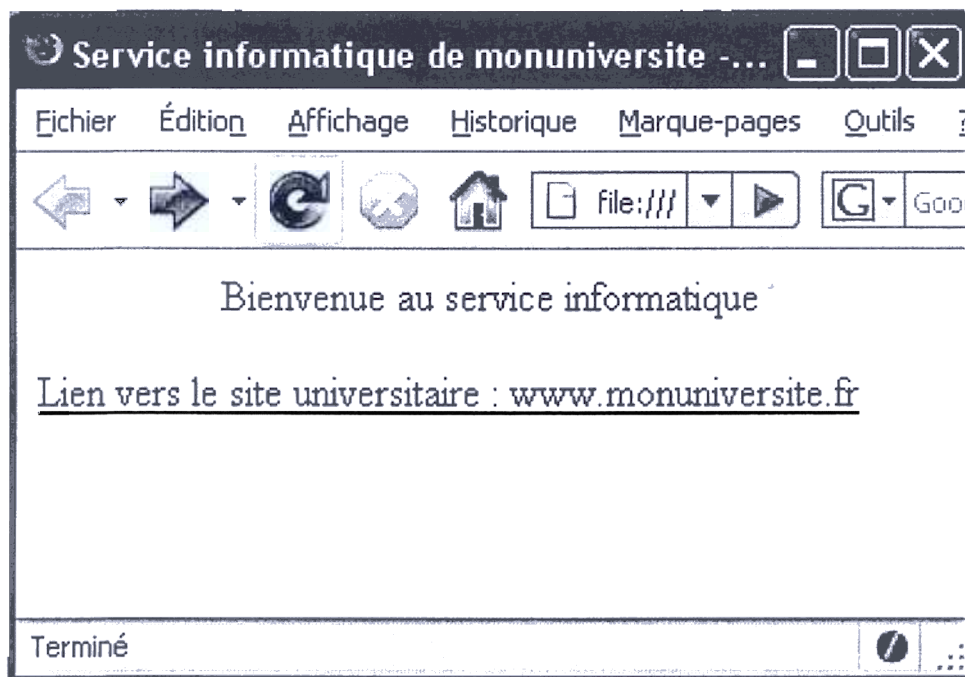 Service informatique de monuniversite -...
Fichier Édition Affichage Historique Marque-pages Outils ?
file:/// G Goo
Bienvenue au service informatique
Lien vers le site universitaire : www.monuniversite.fr
Terminé